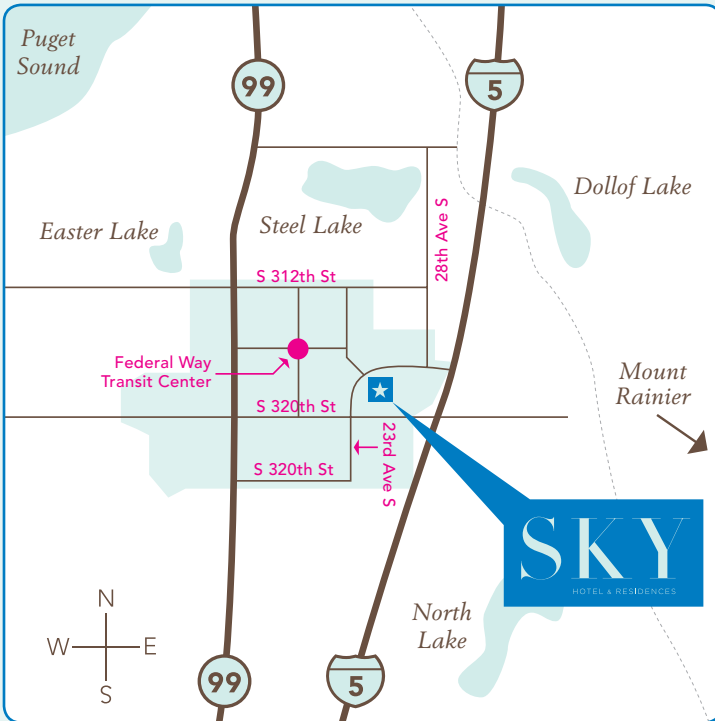 Puget
Sound
99
5
Dollof Lake
Easter Lake
Steel Lake
28th Ave S
S 312th St
Federal Way
Transit Center
Mount
Rainier
S 320th St
23rd Ave S
S 320th St
SKY
HOTEL & RESIDENCES
N
W
E
S
North
Lake
99
5